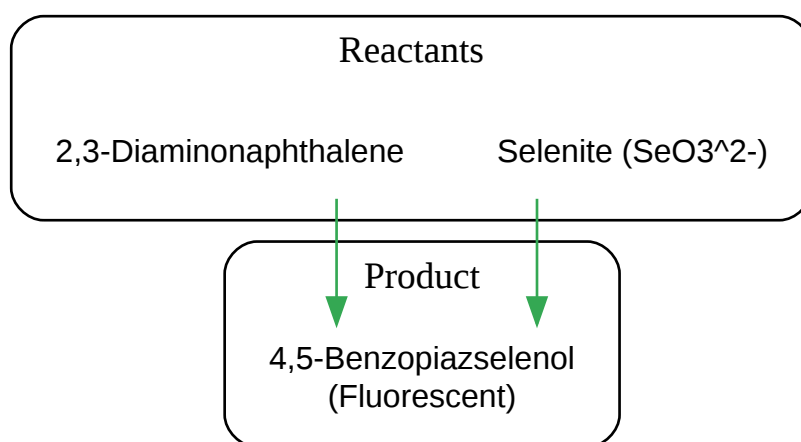 Reactants
2,3-Diaminonaphthalene Selenite (SeO3^2-)
Product
4,5-Benzopiazselenol
(Fluorescent)